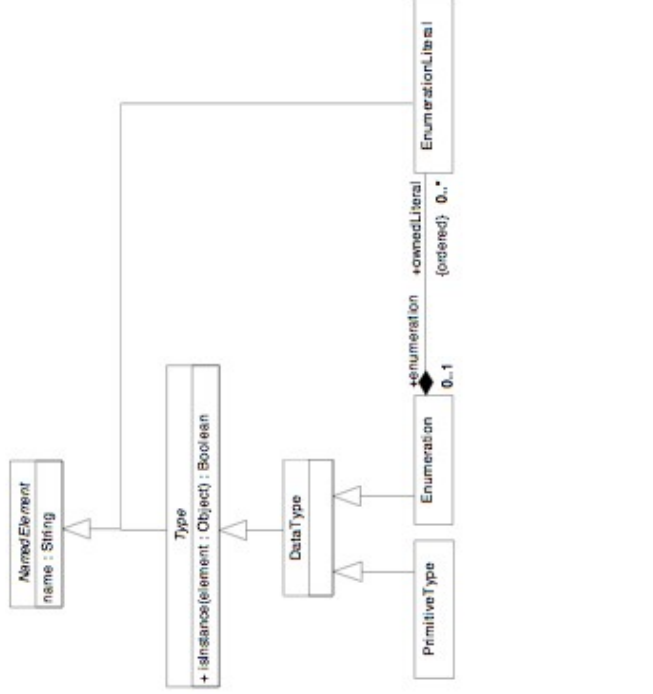 NamedElement
name : String
Type
+ isInstance(element : Object) : Boolean
DataType
PrimitiveType
Enumeration
+enumeration
0..1
+ownedLiteral
{ordered} 0..*
EnumerationLiteral